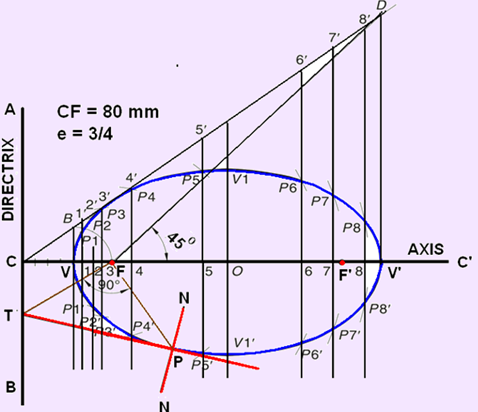 D
8'
7'
6'
A
CF = 80 mm
e = 3/4
5'
DIRECTRIX
4'
3'
2'
1'
B
P5
V1
P6
P4
P7
P3
P2
P8
45°
P1
AXIS
C
V
1
2
3
F
4
5
O
6
7
F'
8
V'
C'
90°
N
T
P1'
P2'
P3'
P4'
P8'
P7'
V1'
P6'
P
P5'
B
N